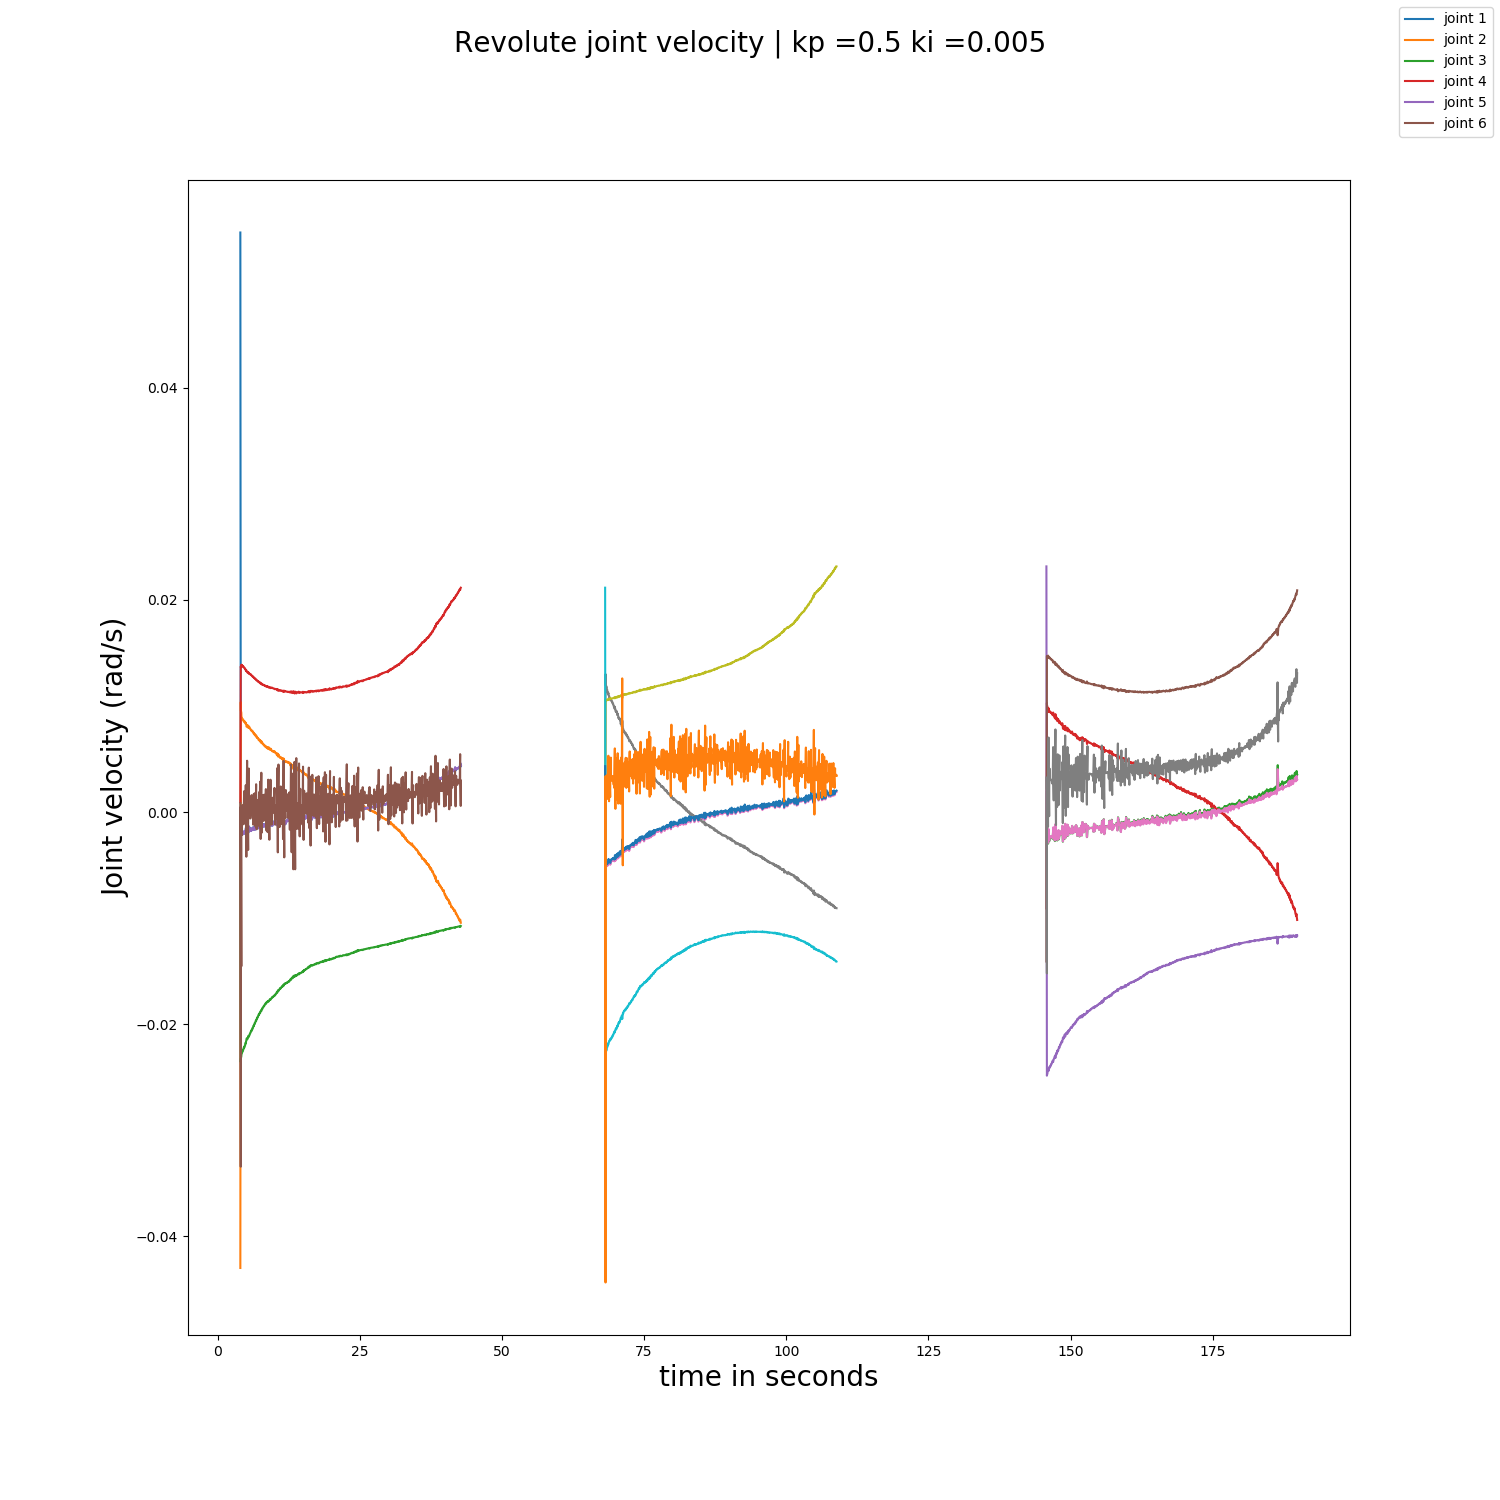 Revolute joint velocity | kp =0.5 ki =0.005
joint 1
joint 2
joint 3
joint 4
joint 5
joint 6
Joint velocity (rad/s)
0.04
0.02
0.00
−0.02
−0.04
0 25 50 75 100 125 150 175
time in seconds